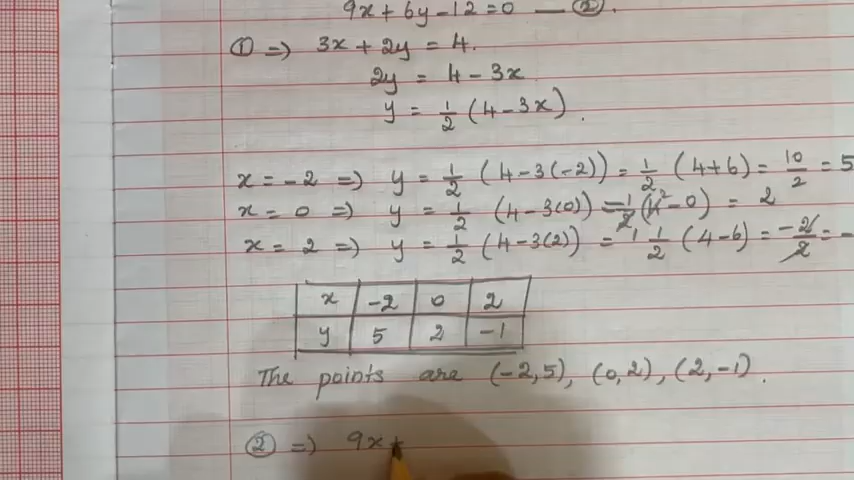 9x + 6y - 12 = 0 — ②.
① => 3x + 2y = 4.
2y = 4 - 3x
y = 1/2 (4 - 3x).
x = -2 => y = 1/2 (4 - 3(-2)) = 1/2 (4+6) = 10/2 = 5
x = 0 => y = 1/2 (4 - 3(0)) = 1/2 (4 - 0) = 2
x = 2 => y = 1/2 (4 - 3(2)) = 1/2 (4 - 6) = -2/2 = -
x -2 0 2
y 5 2 -1
The points are (-2,5), (0,2), (2,-1).
② => 9x +